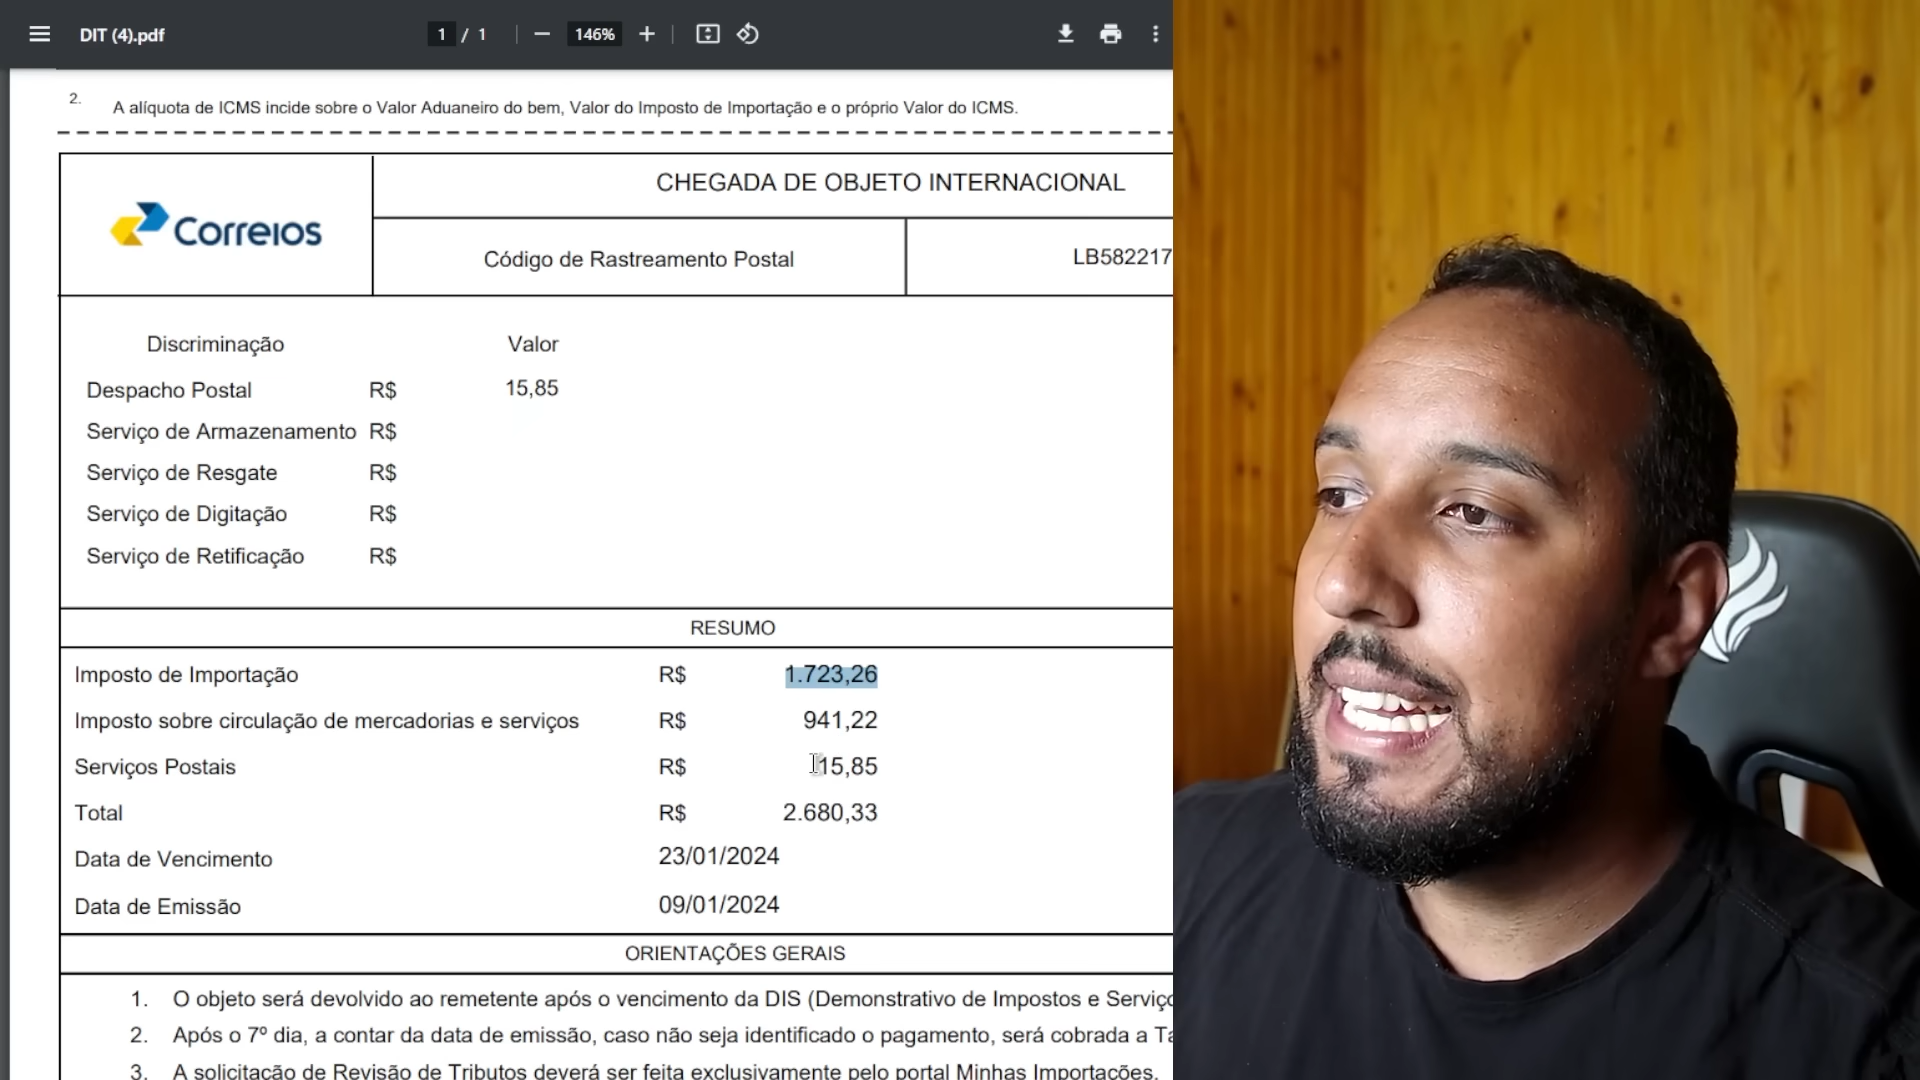 DIT (4).pdf
1 / 1
146%
2. A alíquota de ICMS incide sobre o Valor Aduaneiro do bem, Valor do Imposto de Importação e o próprio Valor do ICMS.
Correios
CHEGADA DE OBJETO INTERNACIONAL
Código de Rastreamento Postal LB582217
Discriminação Valor
Despacho Postal R$ 15,85
Serviço de Armazenamento R$
Serviço de Resgate R$
Serviço de Digitação R$
Serviço de Retificação R$
RESUMO
Imposto de Importação R$ 1.723,26
Imposto sobre circulação de mercadorias e serviços R$ 941,22
Serviços Postais R$ 15,85
Total R$ 2.680,33
Data de Vencimento 23/01/2024
Data de Emissão 09/01/2024
ORIENTAÇÕES GERAIS
1. O objeto será devolvido ao remetente após o vencimento da DIS (Demonstrativo de Impostos e Serviço
2. Após o 7º dia, a contar da data de emissão, caso não seja identificado o pagamento, será cobrada a Ta
3. A solicitação de Revisão de Tributos deverá ser feita exclusivamente pelo portal Minhas Importações.